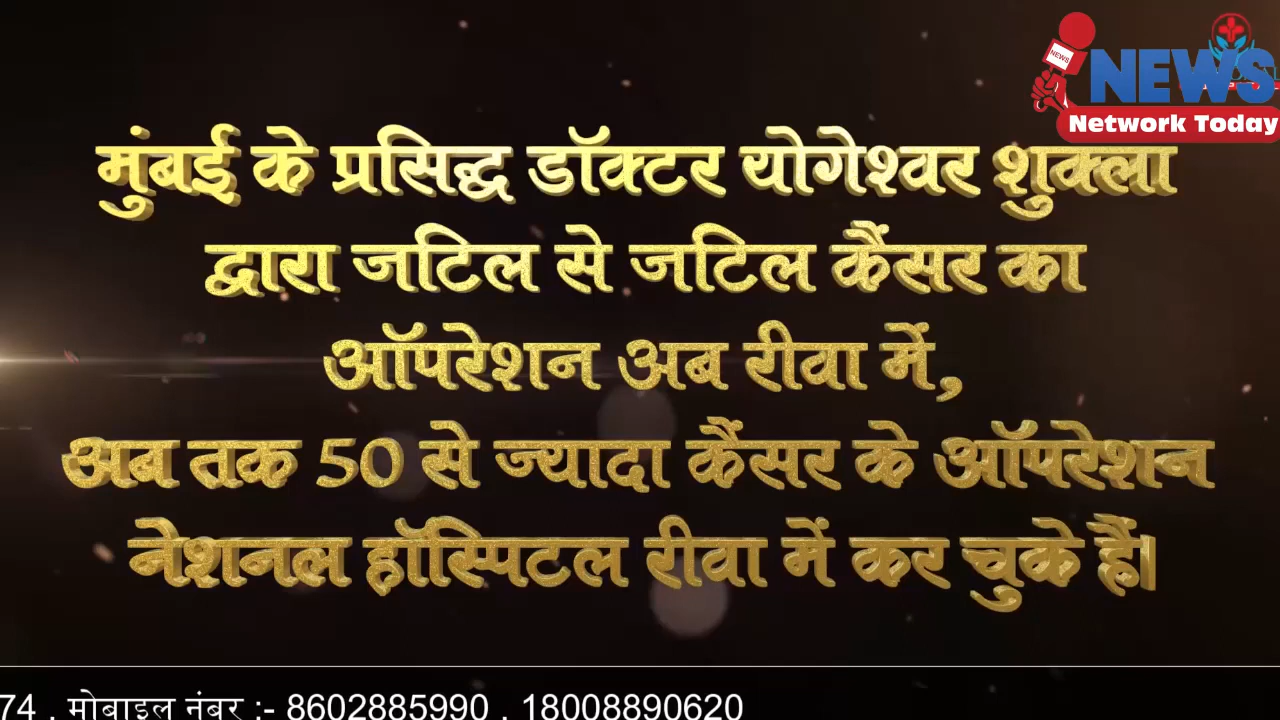 NEWS
NEWS
Network Today
मुंबई के प्रसिद्ध डॉक्टर योगेश्वर शुक्ला
द्वारा जटिल से जटिल कैंसर का
ऑपरेशन अब रीवा में,
अब तक 50 से ज्यादा कैंसर के ऑपरेशन
नेशनल हॉस्पिटल रीवा में कर चुके हैं।
74 , मोबाइल नंबर :- 8602885990 , 18008890620